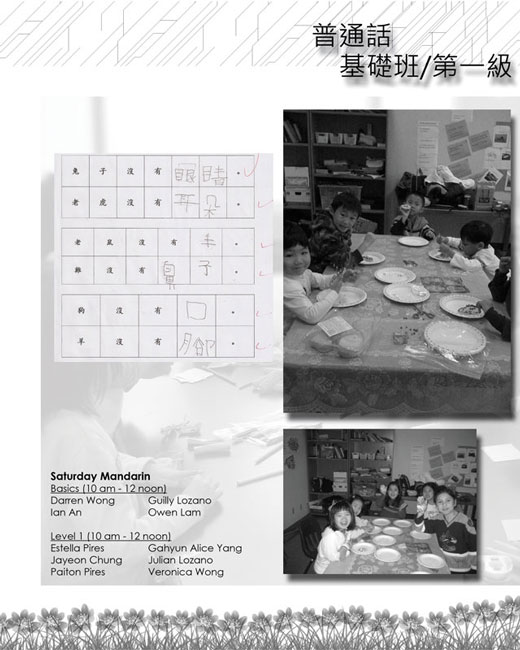 普通話
基礎班/第一級
兔子沒有眼睛。
老虎沒有耳朵。
老鼠沒有手。
雞沒有鼻子。
狗沒有口。
羊沒有腳。
Saturday Mandarin
Basics (10 am - 12 noon)
Darren Wong Guilly Lozano
Ian An Owen Lam
Level 1 (10 am - 12 noon)
Estella Pires Gahyun Alice Yang
Jayeon Chung Julian Lozano
Paiton Pires Veronica Wong